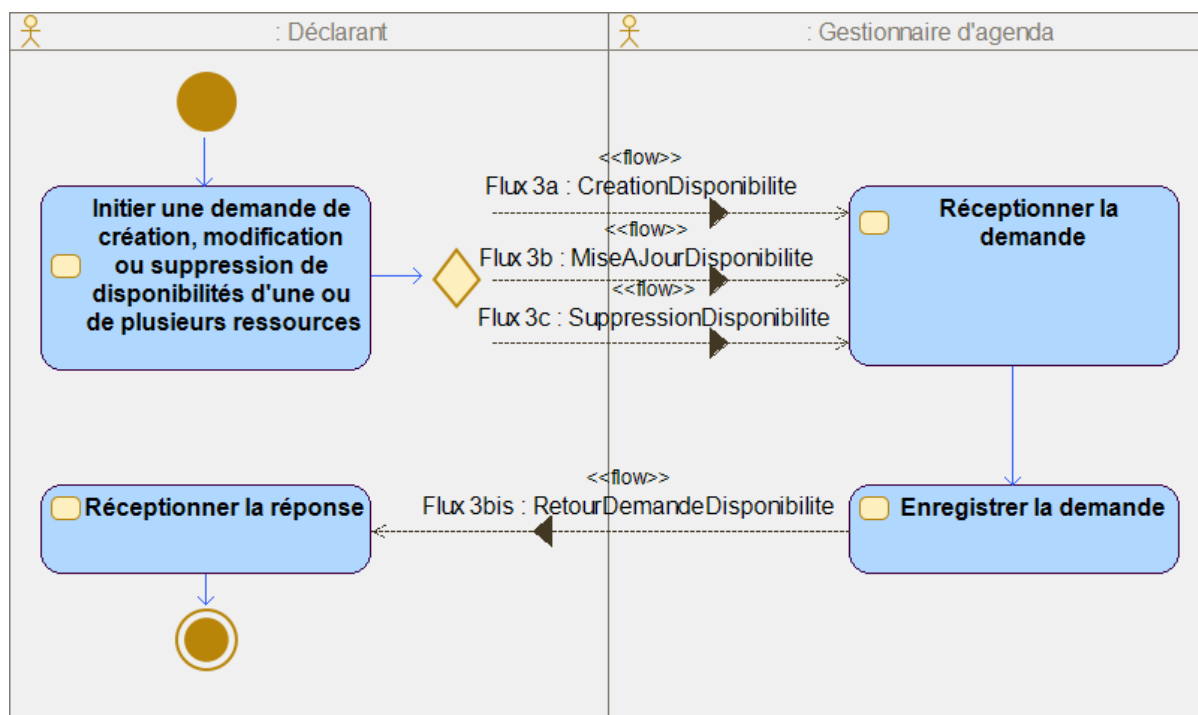 : Déclarant
: Gestionnaire d'agenda
Initier une demande de
création, modification
ou suppression de
disponibilités d'une ou
de plusieurs ressources
<<flow>>
Flux 3a : CreationDisponibilite
<<flow>>
Flux 3b : MiseAJourDisponibilite
<<flow>>
Flux 3c : SuppressionDisponibilite
Réceptionner la
demande
Réceptionner la réponse
<<flow>>
Flux 3bis : RetourDemandeDisponibilite
Enregistrer la demande